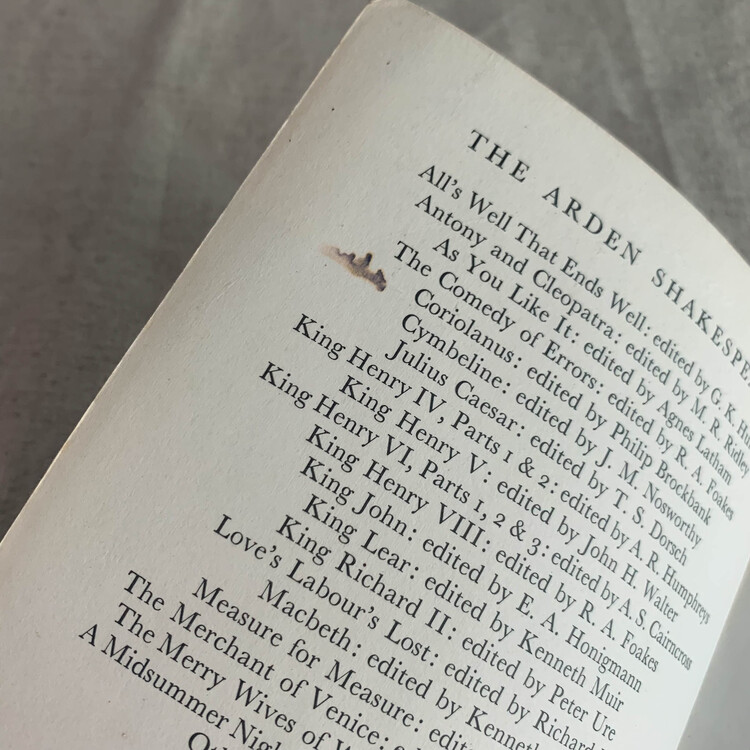 THE ARDEN SHAKESPE
All's Well That Ends Well: edited by G. K. H
Antony and Cleopatra: edited by M. R. Ridle
As You Like It: edited by Agnes Latham
The Comedy of Errors: edited by R. A. Foakes
Coriolanus: edited by Philip Brockbank
Cymbeline: edited by J. M. Nosworthy
Julius Caesar: edited by T. S. Dorsch
King Henry IV, Parts 1 & 2: edited by A. R. Humphreys
King Henry V: edited by John H. Walter
King Henry VI, Parts 1, 2 & 3: edited by A. S. Cairncross
King Henry VIII: edited by R. A. Foakes
King John: edited by E. A. Honigmann
King Lear: edited by Kenneth Muir
King Richard II: edited by Peter Ure
Love's Labour's Lost: edited by Richard
Macbeth: edited by Kenneth
Measure for Measure: edited
The Merchant of Venice:
The Merry Wives of
A Midsummer Nigh